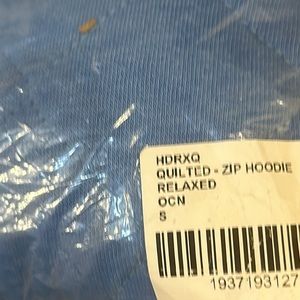 HDRXQ
QUILTED - ZIP HOODIE
RELAXED
OCN
S
1937193127